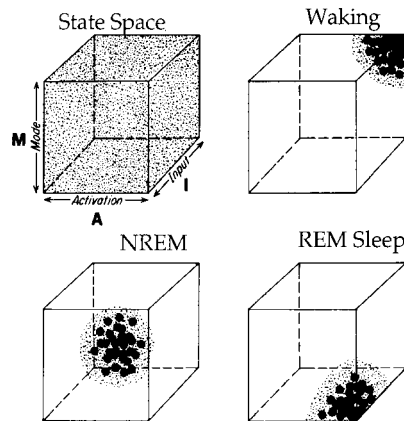 State Space
Waking
M
Mode
Input
I
Activation
A
NREM
REM Sleep